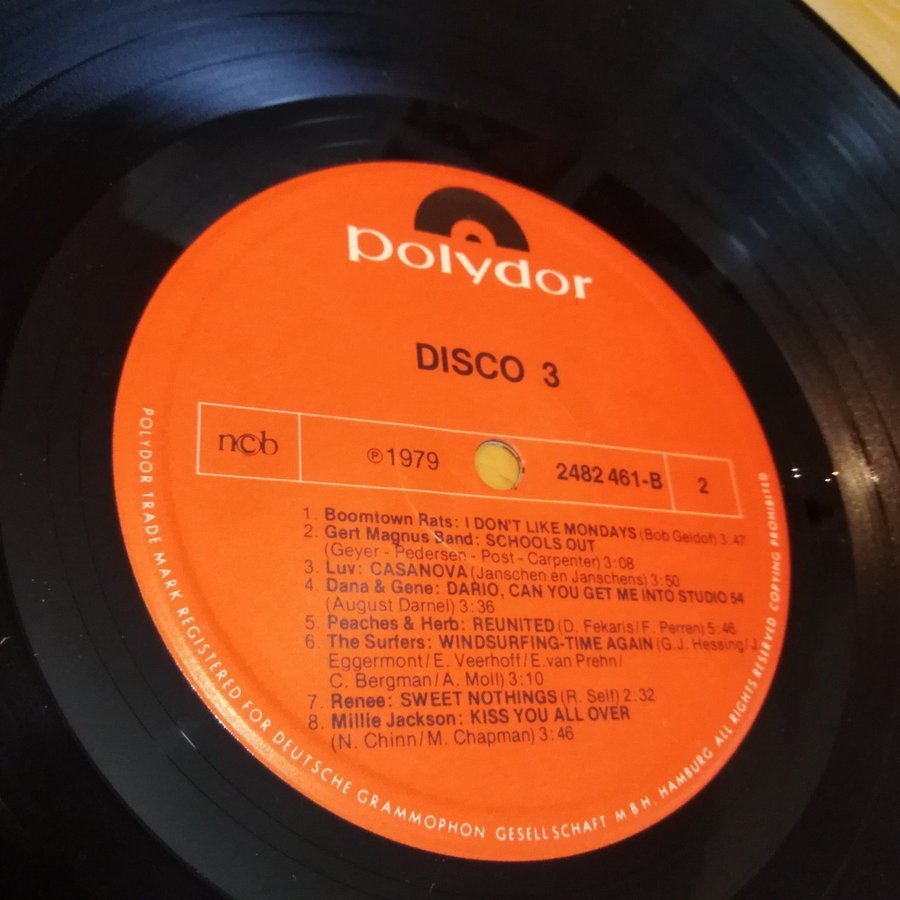 polydor
DISCO 3
ncb
℗ 1979
2482 461-B
2
1. Boomtown Rats: I DON'T LIKE MONDAYS (Bob Geldof) 3:47
2. Gert Magnus Band: SCHOOLS OUT
(Geyer - Pedersen - Post - Carpenter) 3:08
3. Luv: CASANOVA (Janschen en Janschens) 3:50
4. Dana & Gene: DARIO, CAN YOU GET ME INTO STUDIO 54
(August Darnel) 3:36
5. Peaches & Herb: REUNITED (D. Fekaris/F. Perren) 5:46
6. The Surfers: WINDSURFING-TIME AGAIN (G.J. Hessing/J.
Eggermont/E. Veerhoff/E.van Prehn/
C. Bergman/A. Moll) 3:10
7. Renee: SWEET NOTHINGS (R. Self) 2:32
8. Millie Jackson: KISS YOU ALL OVER
(N. Chinn/M. Chapman) 3:46
POLYDOR TRADE MARK REGISTERED FOR DEUTSCHE GRAMMOPHON GESELLSCHAFT M B H. HAMBURG ALL RIGHTS RESERVED COPYING PROHIBITED